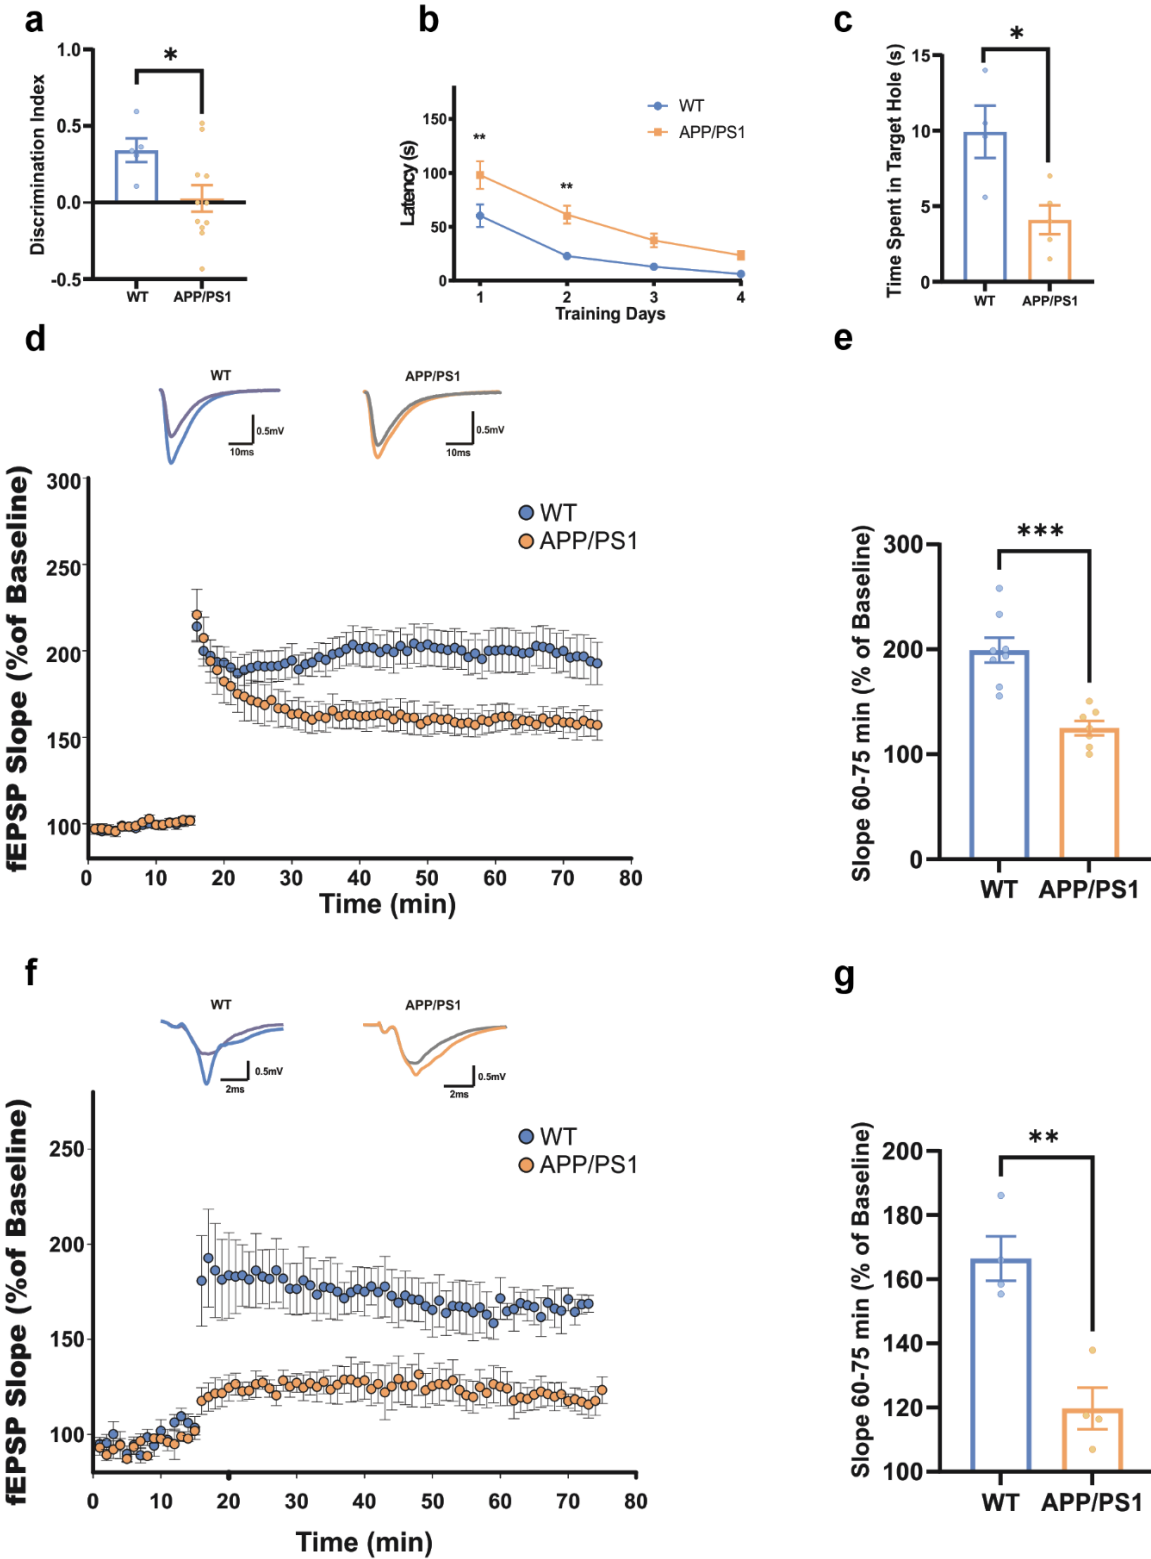 a
b
c
*
1.0
0.5
0.0
-0.5
Discrimination Index
WT
APP/PS1
WT
APP/PS1
**
**
150
100
50
0
Latency (s)
1
2
3
4
Training Days
*
15
10
5
0
Time Spent in Target Hole (s)
WT
APP/PS1
d
e
WT
0.5mV
10ms
APP/PS1
0.5mV
10ms
WT
APP/PS1
300
250
200
150
100
fEPSP Slope (%of Baseline)
0
10
20
30
40
50
60
70
80
Time (min)
***
300
200
100
0
Slope 60-75 min (% of Baseline)
WT
APP/PS1
f
g
WT
0.5mV
2ms
APP/PS1
0.5mV
2ms
WT
APP/PS1
250
200
150
100
fEPSP Slope (%of Baseline)
0
10
20
30
40
50
60
70
80
Time (min)
**
200
180
160
140
120
100
Slope 60-75 min (% of Baseline)
WT
APP/PS1